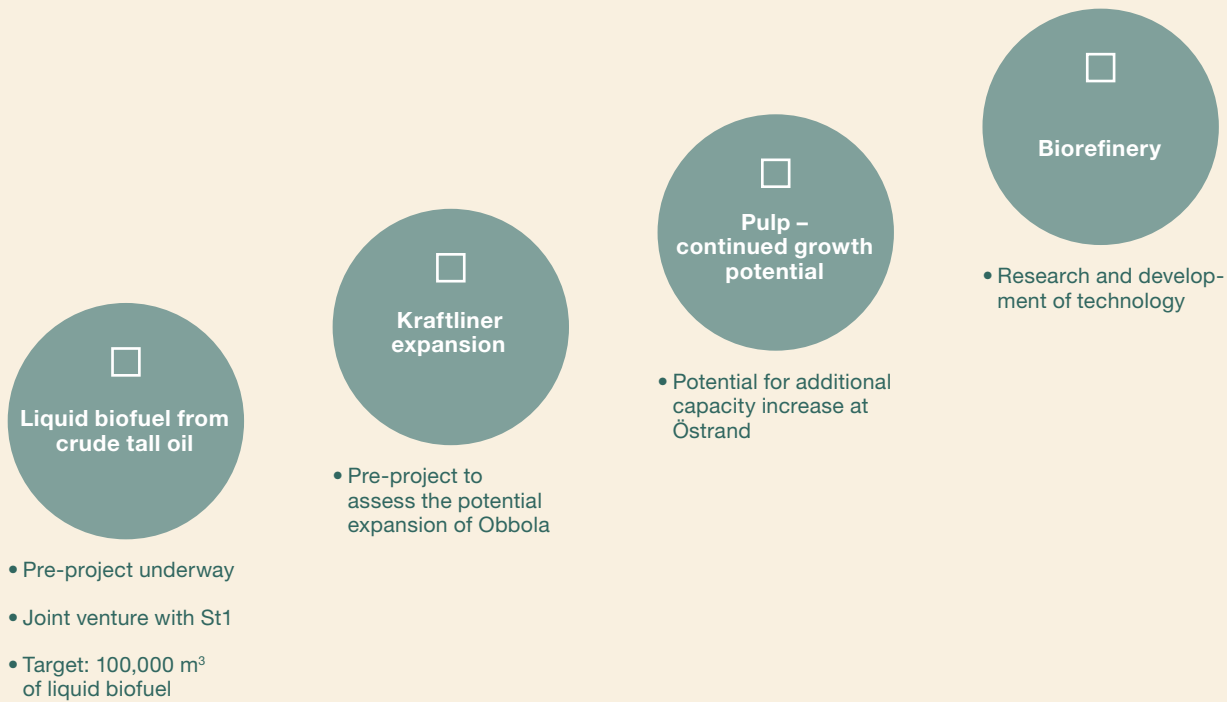 Liquid biofuel from
crude tall oil
• Pre-project underway
• Joint venture with St1
• Target: 100,000 m³
of liquid biofuel
Kraftliner
expansion
• Pre-project to
assess the potential
expansion of Obbola
Pulp –
continued growth
potential
• Potential for additional
capacity increase at
Östrand
Biorefinery
• Research and develop-
ment of technology